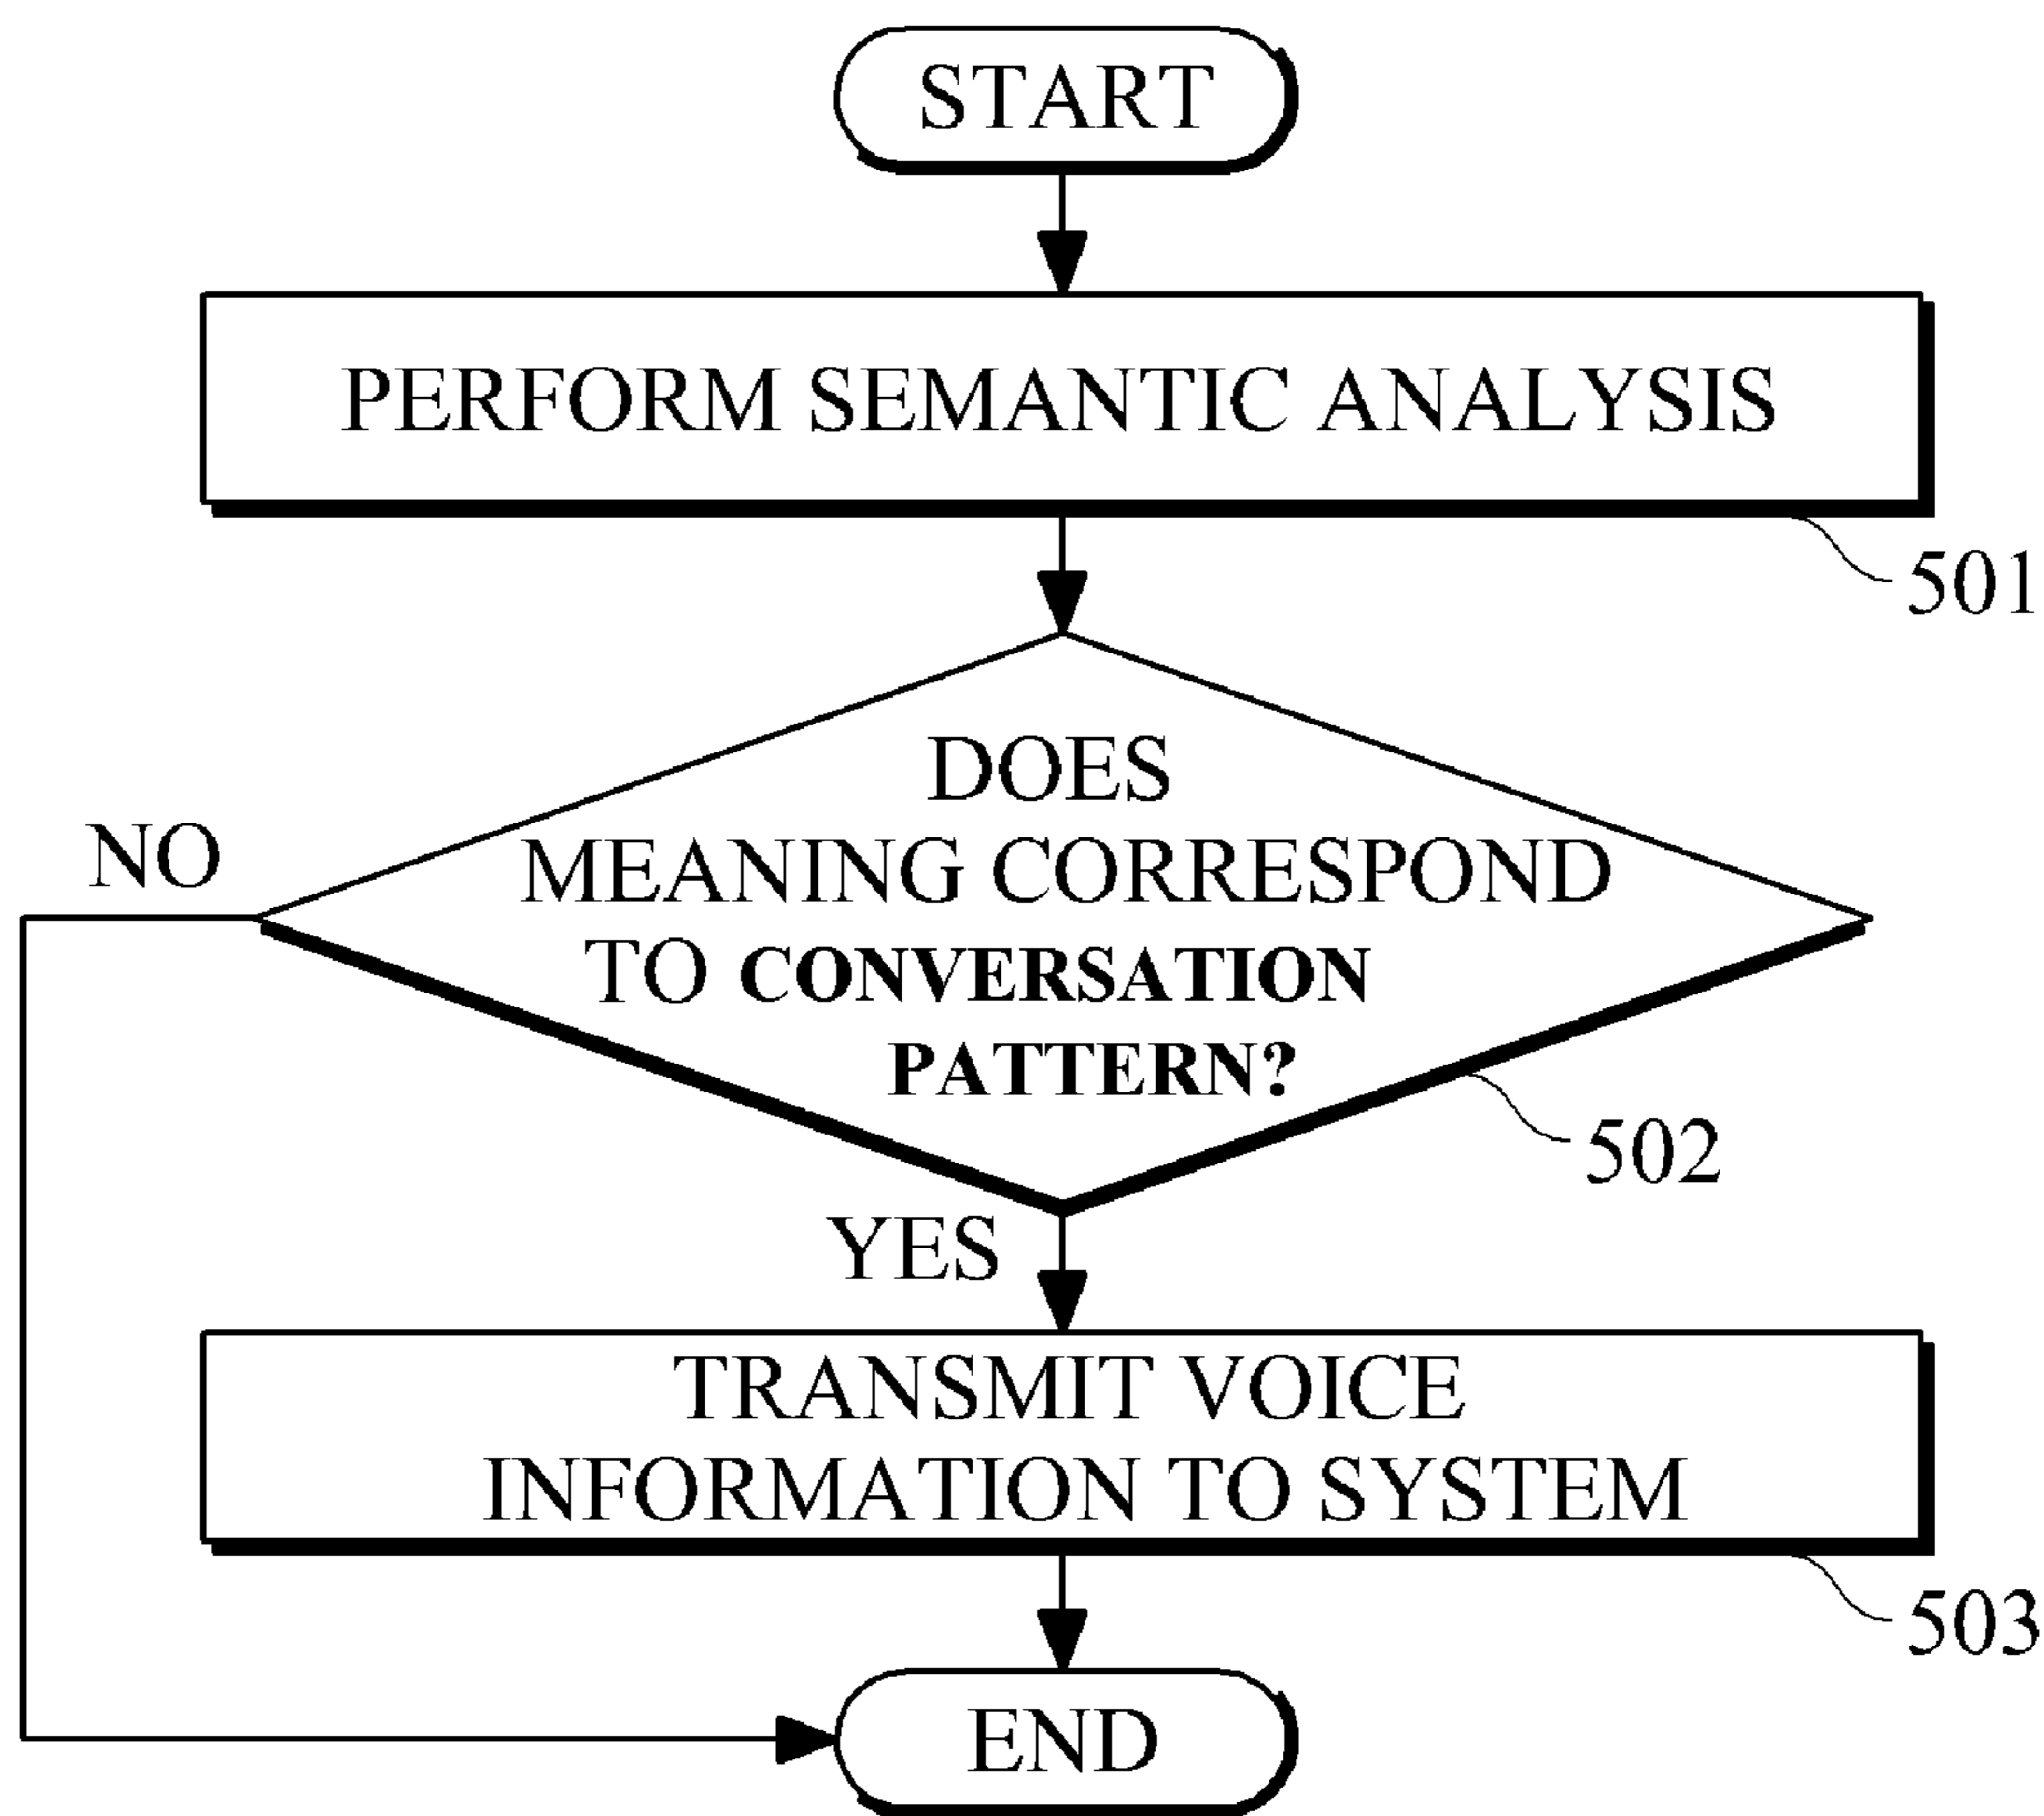 START
PERFORM SEMANTIC ANALYSIS
501
DOES
MEANING CORRESPOND
TO CONVERSATION
PATTERN?
NO
502
YES
TRANSMIT VOICE
INFORMATION TO SYSTEM
503
END